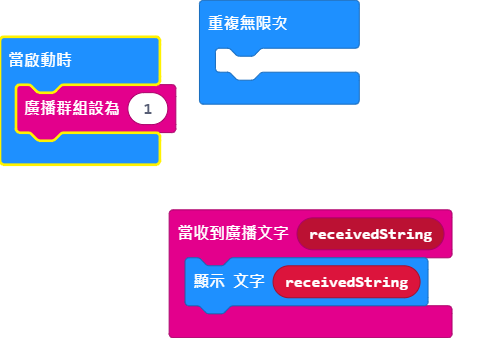 重複無限次
當啟動時
廣播群組設為 1
當收到廣播文字 receivedString
顯示 文字 receivedString